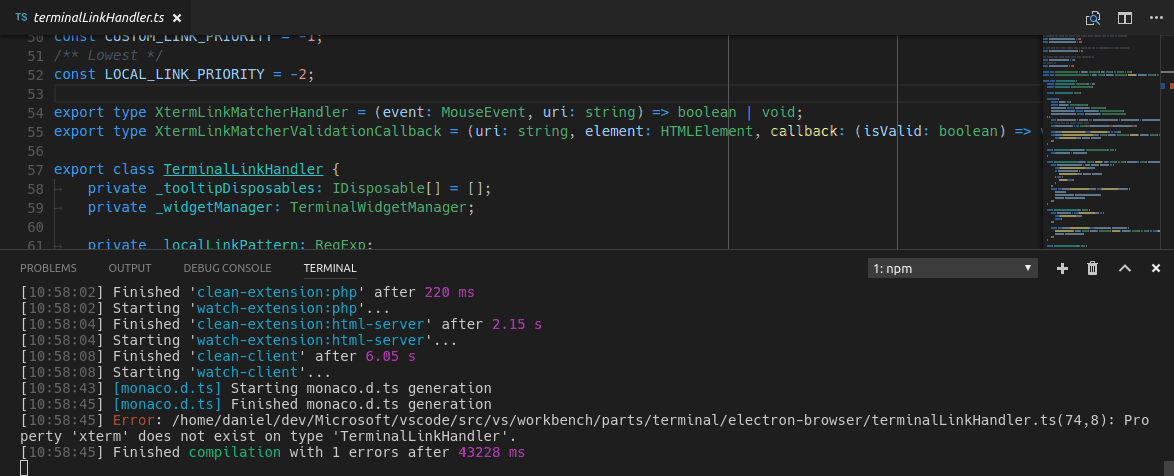 TS terminalLinkHandler.ts ×
50 const CUSTOM_LINK_PRIORITY = -1;
51 /** Lowest */
52 const LOCAL_LINK_PRIORITY = -2;
53
54 export type XtermLinkMatcherHandler = (event: MouseEvent, uri: string) => boolean | void;
55 export type XtermLinkMatcherValidationCallback = (uri: string, element: HTMLElement, callback: (isValid: boolean) =>
56
57 export class TerminalLinkHandler {
58 private _tooltipDisposables: IDisposable[] = [];
59 private _widgetManager: TerminalWidgetManager;
60
61 private _localLinkPattern: RegExp;
PROBLEMS OUTPUT DEBUG CONSOLE TERMINAL 1: npm
[10:58:02] Finished 'clean-extension:php' after 220 ms
[10:58:02] Starting 'watch-extension:php'...
[10:58:04] Finished 'clean-extension:html-server' after 2.15 s
[10:58:04] Starting 'watch-extension:html-server'...
[10:58:08] Finished 'clean-client' after 6.05 s
[10:58:08] Starting 'watch-client'...
[10:58:43] [monaco.d.ts] Starting monaco.d.ts generation
[10:58:45] [monaco.d.ts] Finished monaco.d.ts generation
[10:58:45] Error: /home/daniel/dev/Microsoft/vscode/src/vs/workbench/parts/terminal/electron-browser/terminalLinkHandler.ts(74,8): Pro
perty 'xterm' does not exist on type 'TerminalLinkHandler'.
[10:58:45] Finished compilation with 1 errors after 43228 ms